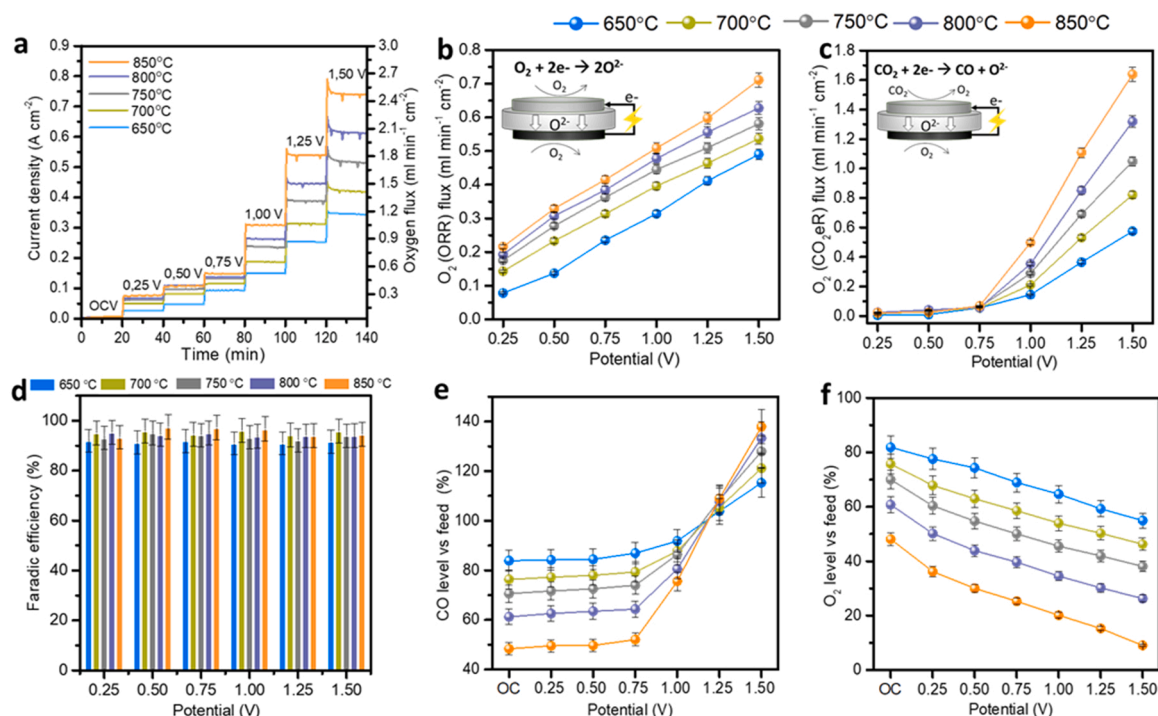 650°C 700°C 750°C 800°C 850°C
a
Current density (A cm⁻²)
0.9
0.8
0.7
0.6
0.5
0.4
0.3
0.2
0.1
0.0
850°C
800°C
750°C
700°C
650°C
OCV
0,25 V
0,50 V
0,75 V
1,00 V
1,25 V
1,50 V
3.0
2.7
2.4
2.1
1.8
1.5
1.2
0.9
0.6
0.3
Oxygen flux (ml min⁻¹ cm⁻²)
0 20 40 60 80 100 120 140
Time (min)
b
O₂ (ORR) flux (ml min⁻¹ cm⁻²)
0.8
0.7
0.6
0.5
0.4
0.3
0.2
0.1
0.0
O₂ + 2e- → 2O²⁻
O₂
e-
O²⁻
O₂
0.25 0.50 0.75 1.00 1.25 1.50
Potential (V)
c
O₂ (CO₂eR) flux (ml min⁻¹ cm⁻²)
1.8
1.6
1.4
1.2
1.0
0.8
0.6
0.4
0.2
0.0
CO₂ + 2e- → CO + O²⁻
CO₂ O₂
e-
O²⁻
O₂
0.25 0.50 0.75 1.00 1.25 1.50
Potential (V)
650 °C 700 °C 750 °C 800 °C 850 °C
d
Faradic efficiency (%)
100
80
60
40
20
0
0.25 0.50 0.75 1.00 1.25 1.50
Potential (V)
e
CO level vs feed (%)
160
140
120
100
80
60
40
OC 0.25 0.50 0.75 1.00 1.25 1.50
Potential (V)
f
O₂ level vs feed (%)
100
80
60
40
20
0
OC 0.25 0.50 0.75 1.00 1.25 1.50
Potential (V)